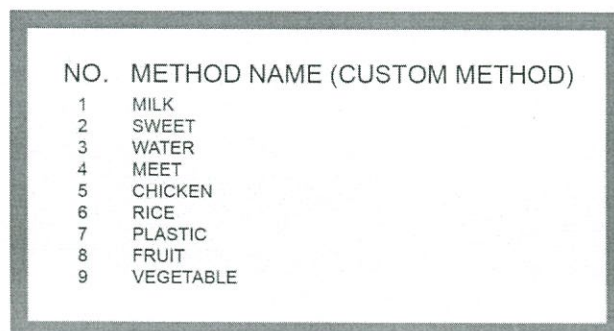 NO. METHOD NAME (CUSTOM METHOD)
1 MILK
2 SWEET
3 WATER
4 MEET
5 CHICKEN
6 RICE
7 PLASTIC
8 FRUIT
9 VEGETABLE